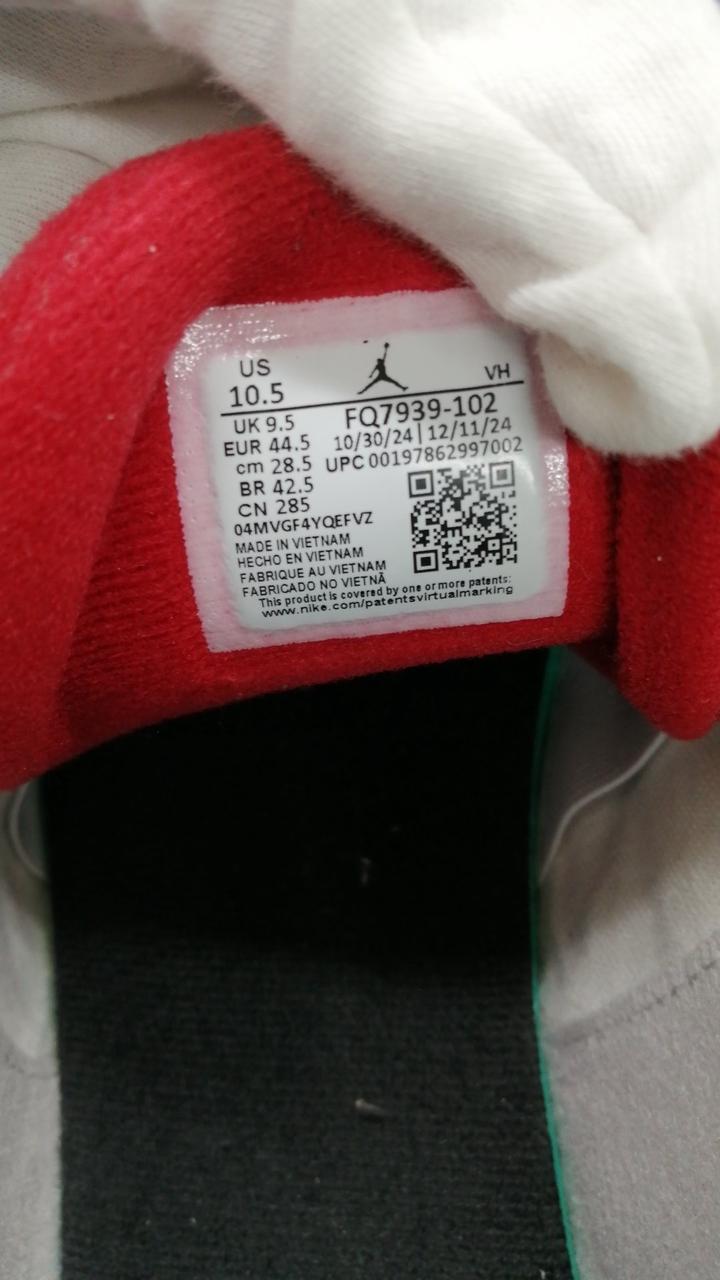 US
10.5
VH
UK 9.5
EUR 44.5
cm 28.5
BR 42.5
CN 285
FQ7939-102
10/30/24 | 12/11/24
UPC 00197862997002
04MVGF4YQEFVZ
MADE IN VIETNAM
HECHO EN VIETNAM
FABRIQUE AU VIETNAM
FABRICADO NO VIETNÃ
This product is covered by one or more patents:
www.nike.com/patentsvirtualmarking